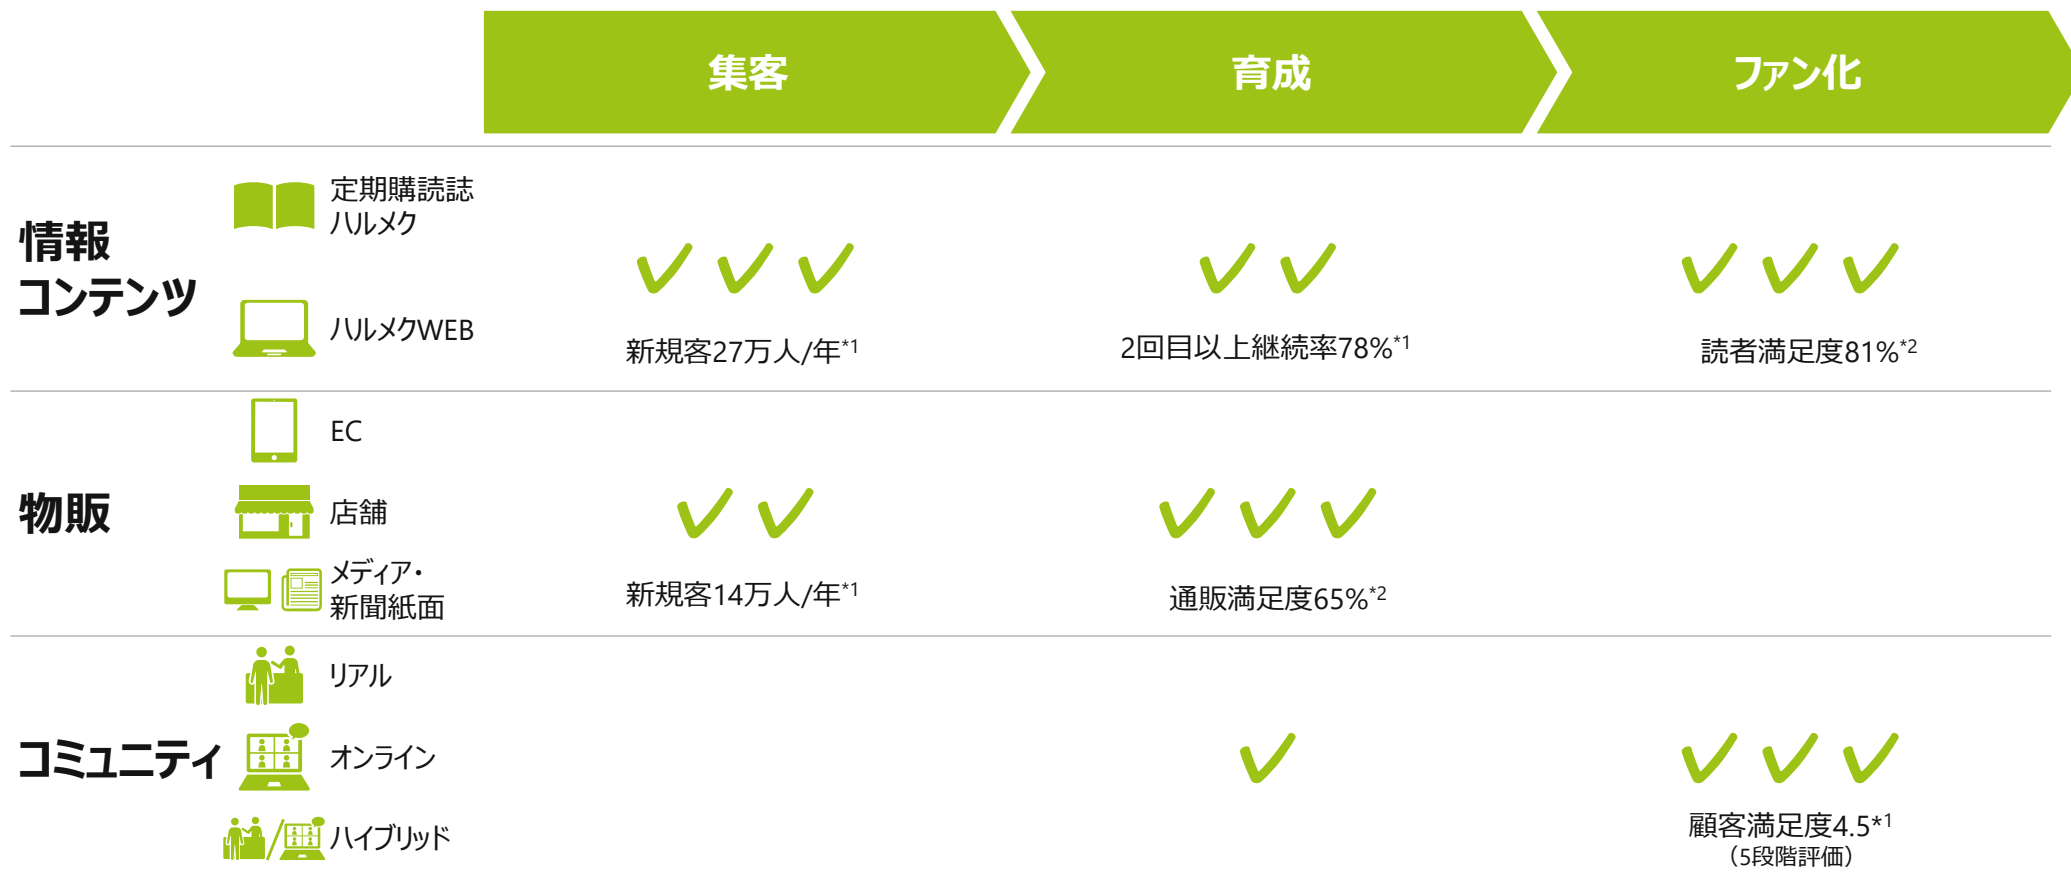 集客
育成
ファン化
情報
コンテンツ
定期購読誌
ハルメク
ハルメクWEB
新規客27万人/年*1
2回目以上継続率78%*1
読者満足度81%*2
物販
EC
店舗
メディア・
新聞紙面
新規客14万人/年*1
通販満足度65%*2
コミュニティ
リアル
オンライン
ハイブリッド
顧客満足度4.5*1
（5段階評価）